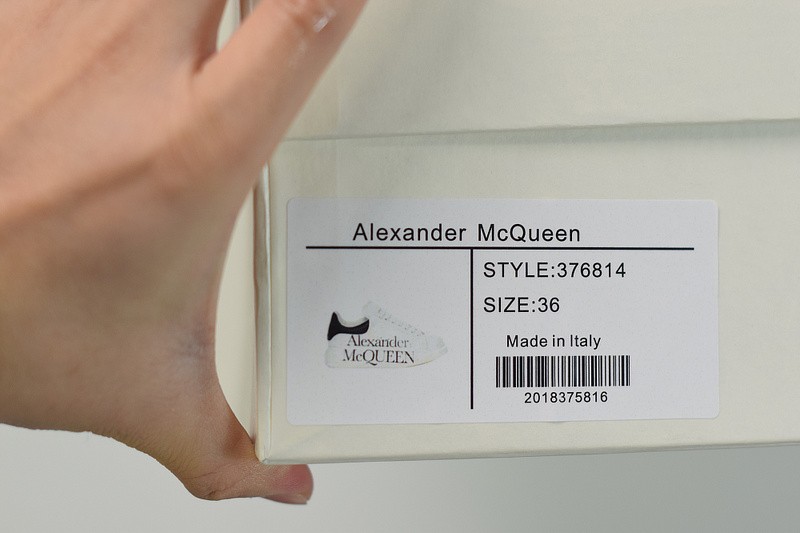 Alexander McQueen
STYLE:376814
SIZE:36
Made in Italy
2018375816
Alexander
McQUEEN